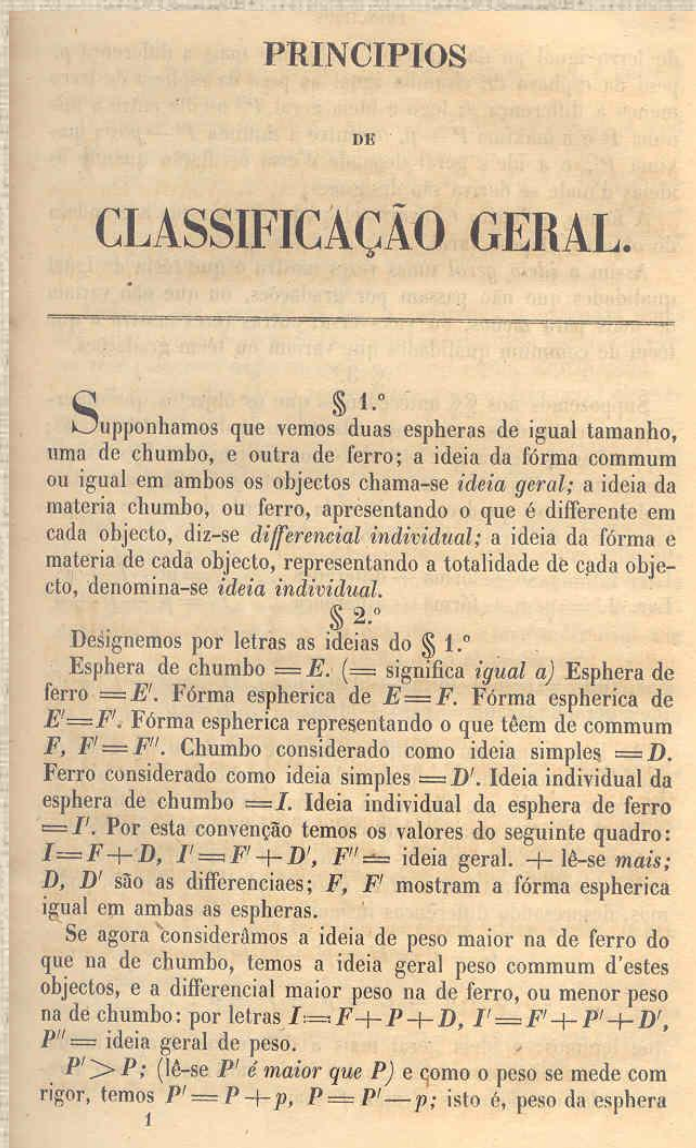 PRINCIPIOS
DE
CLASSIFICAÇÃO GERAL.
§ 1.º
Supponhamos que vemos duas espheras de igual tamanho,
uma de chumbo, e outra de ferro; a ideia da fórma commum
ou igual em ambos os objectos chama-se ideia geral; a ideia da
materia chumbo, ou ferro, apresentando o que é differente em
cada objecto, diz-se differencial individual; a ideia da fórma e
materia de cada objecto, representando a totalidade de cada obje-
cto, denomina-se ideia individual.
§ 2.º
Designemos por letras as ideias do § 1.º
Esphera de chumbo = E. (= significa igual a) Esphera de
ferro = E'. Fórma espherica de E=F. Fórma espherica de
E'=F'. Fórma espherica representando o que têem de commum
F, F'=F''. Chumbo considerado como ideia simples = D.
Ferro considerado como ideia simples = D'. Ideia individual da
esphera de chumbo = I. Ideia individual da esphera de ferro
= I'. Por esta convenção temos os valores do seguinte quadro:
I=F+D, I'=F'+D', F''= ideia geral. + lê-se mais;
D, D' são as differenciaes; F, F' mostram a fórma espherica
igual em ambas as espheras.
Se agora considerâmos a ideia de peso maior na de ferro do
que na de chumbo, temos a ideia geral peso commum d'estes
objectos, e a differencial maior peso na de ferro, ou menor peso
na de chumbo: por letras I=F+P+D, I'=F'+P'+D',
P''= ideia geral de peso.
P'>P; (lê-se P' é maior que P) e como o peso se mede com
rigor, temos P'=P+p, P=P'—p; isto é, peso da esphera
1